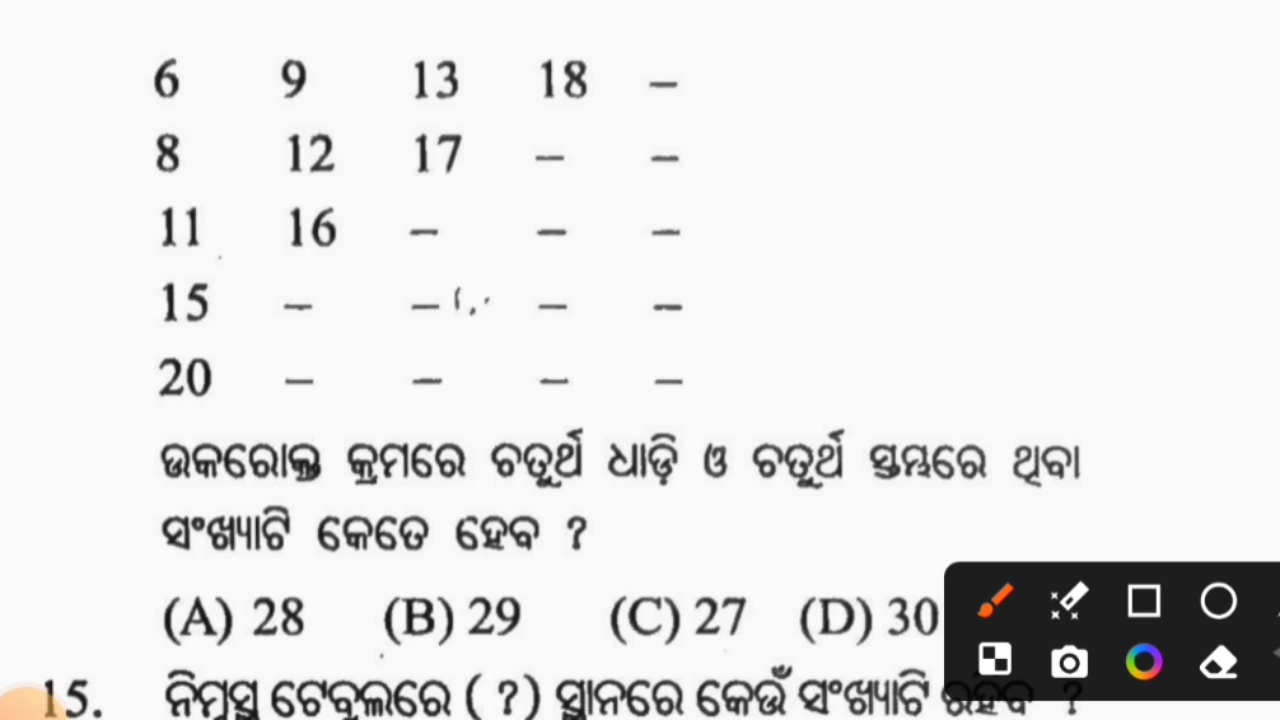 6 9 13 18 –
8 12 17 – –
11 16 – – –
15 – – – –
20 – – – –
ଉକରୋକ୍ତ କ୍ରମରେ ଚତୁର୍ଥ ଧାଡ଼ି ଓ ଚତୁର୍ଥ ସ୍ତମ୍ଭରେ ଥିବା
ସଂଖ୍ୟାଟି କେତେ ହେବ ?
(A) 28 (B) 29 (C) 27 (D) 30
15. ନିମ୍ନସ୍ଥ ଟେବୁଲରେ ( ? ) ସ୍ଥାନରେ କେଉଁ ସଂଖ୍ୟାଟି ରହିବ ?